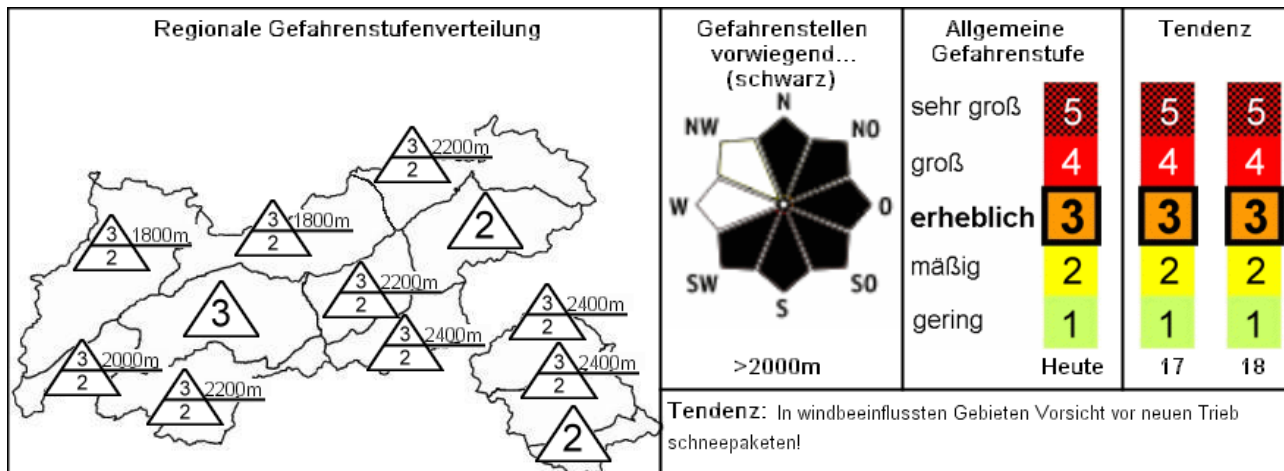 Regionale Gefahrenstufenverteilung
3
2200m
2
2
3
1800m
2
3
1800m
2
3
2200m
2
3
3
2400m
2
3
2400m
2
3
2000m
2
3
2400m
2
3
2200m
2
2
Gefahrenstellen
vorwiegend...
(schwarz)
N
NW
NO
W
O
SW
SO
S
>2000m
Allgemeine
Gefahrenstufe
sehr groß 5
groß 4
erheblich 3
mäßig 2
gering 1
Heute
Tendenz
5 5
4 4
3 3
2 2
1 1
17 18
Tendenz: In windbeeinflussten Gebieten Vorsicht vor neuen Trieb
schneepaketen!